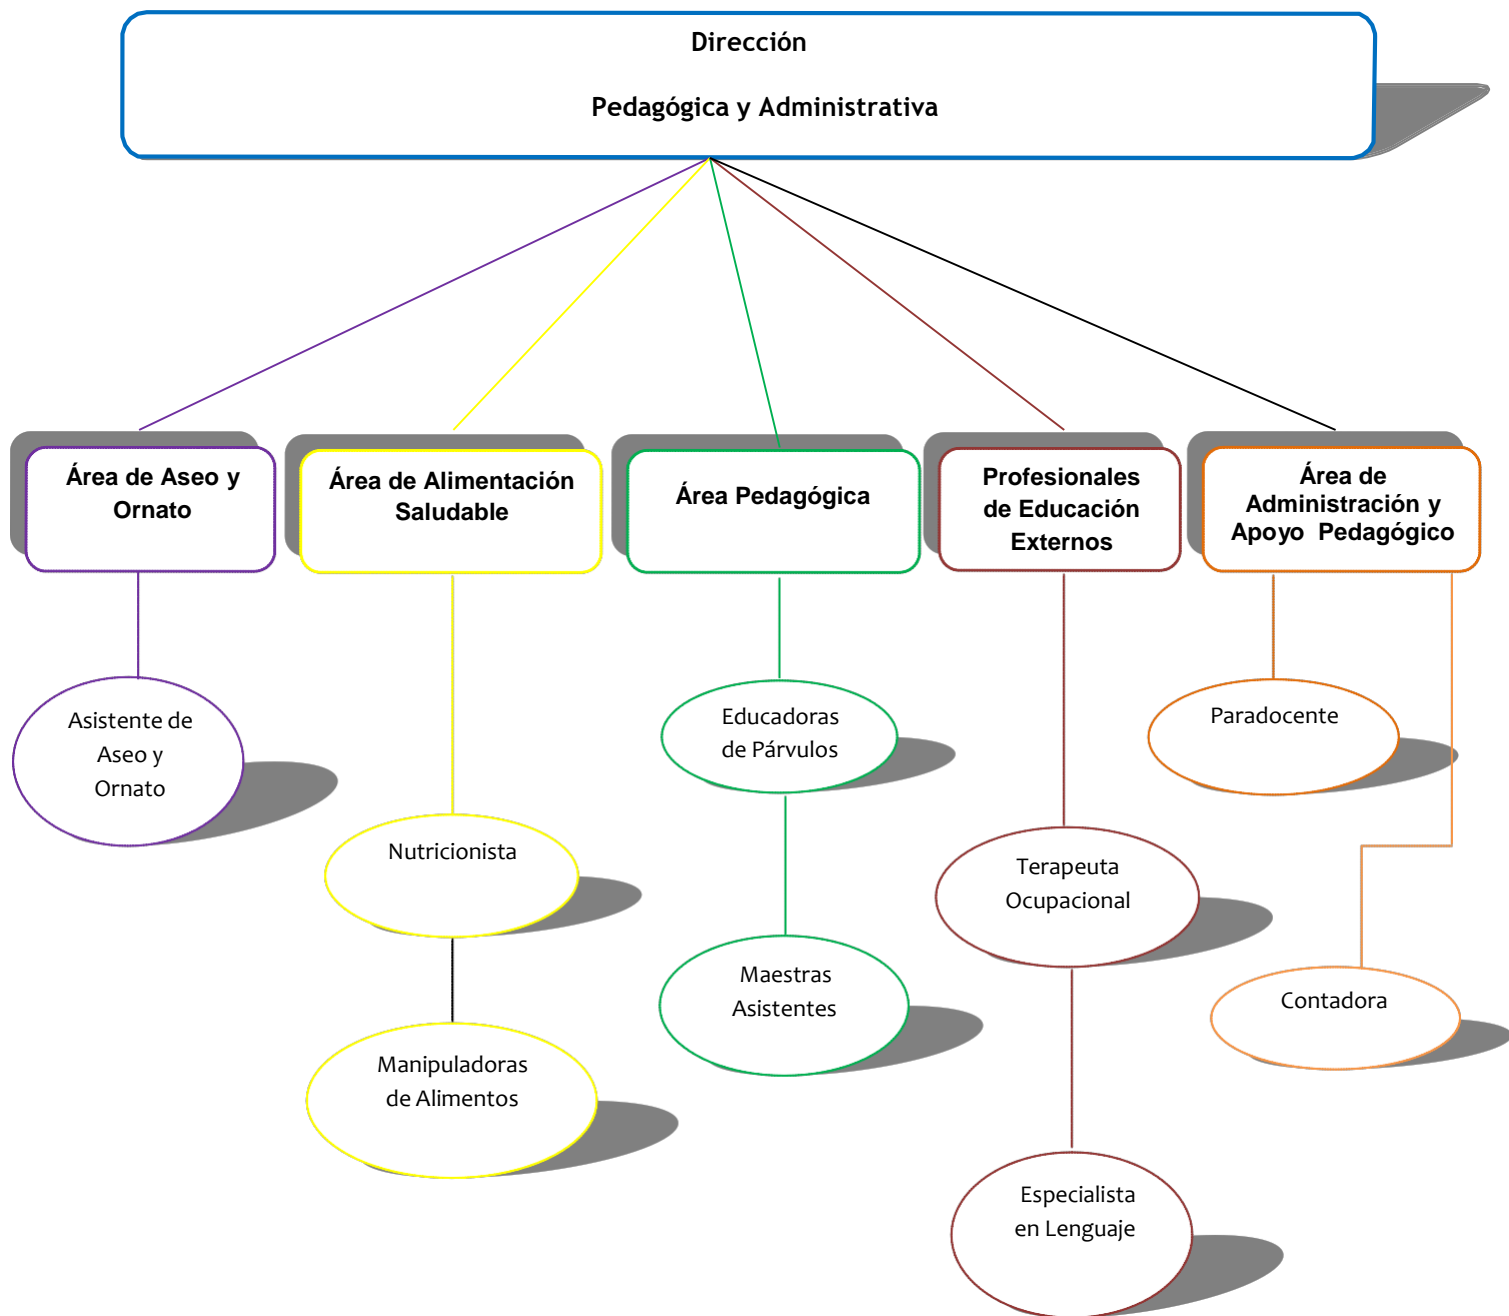 Dirección
Pedagógica y Administrativa
Área de Aseo y
Ornato
Área de Alimentación
Saludable
Área Pedagógica
Profesionales
de Educación
Externos
Área de
Administración y
Apoyo Pedagógico
Asistente de
Aseo y
Ornato
Nutricionista
Manipuladoras
de Alimentos
Educadoras
de Párvulos
Maestras
Asistentes
Terapeuta
Ocupacional
Especialista
en Lenguaje
Paradocente
Contadora